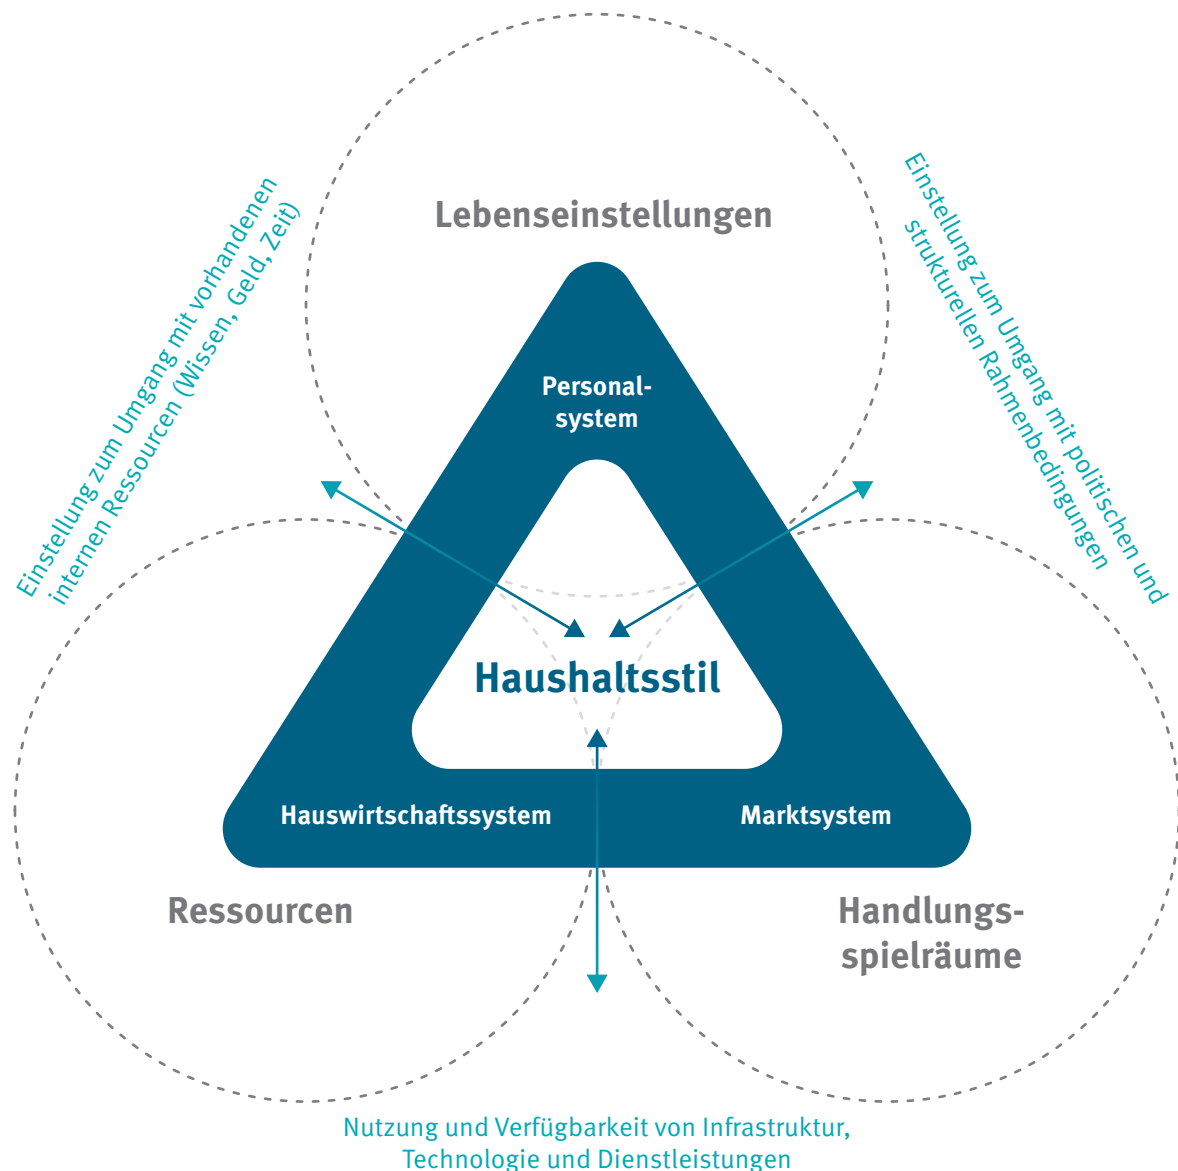 Lebenseinstellungen
Einstellung zum Umgang mit vorhandenen
internen Ressourcen (Wissen, Geld, Zeit)
Einstellung zum Umgang mit politischen und
strukturellen Rahmenbedingungen
Personal-
system
Haushaltsstil
Hauswirtschaftssystem
Marktsystem
Ressourcen
Handlungs-
spielräume
Nutzung und Verfügbarkeit von Infrastruktur,
Technologie und Dienstleistungen